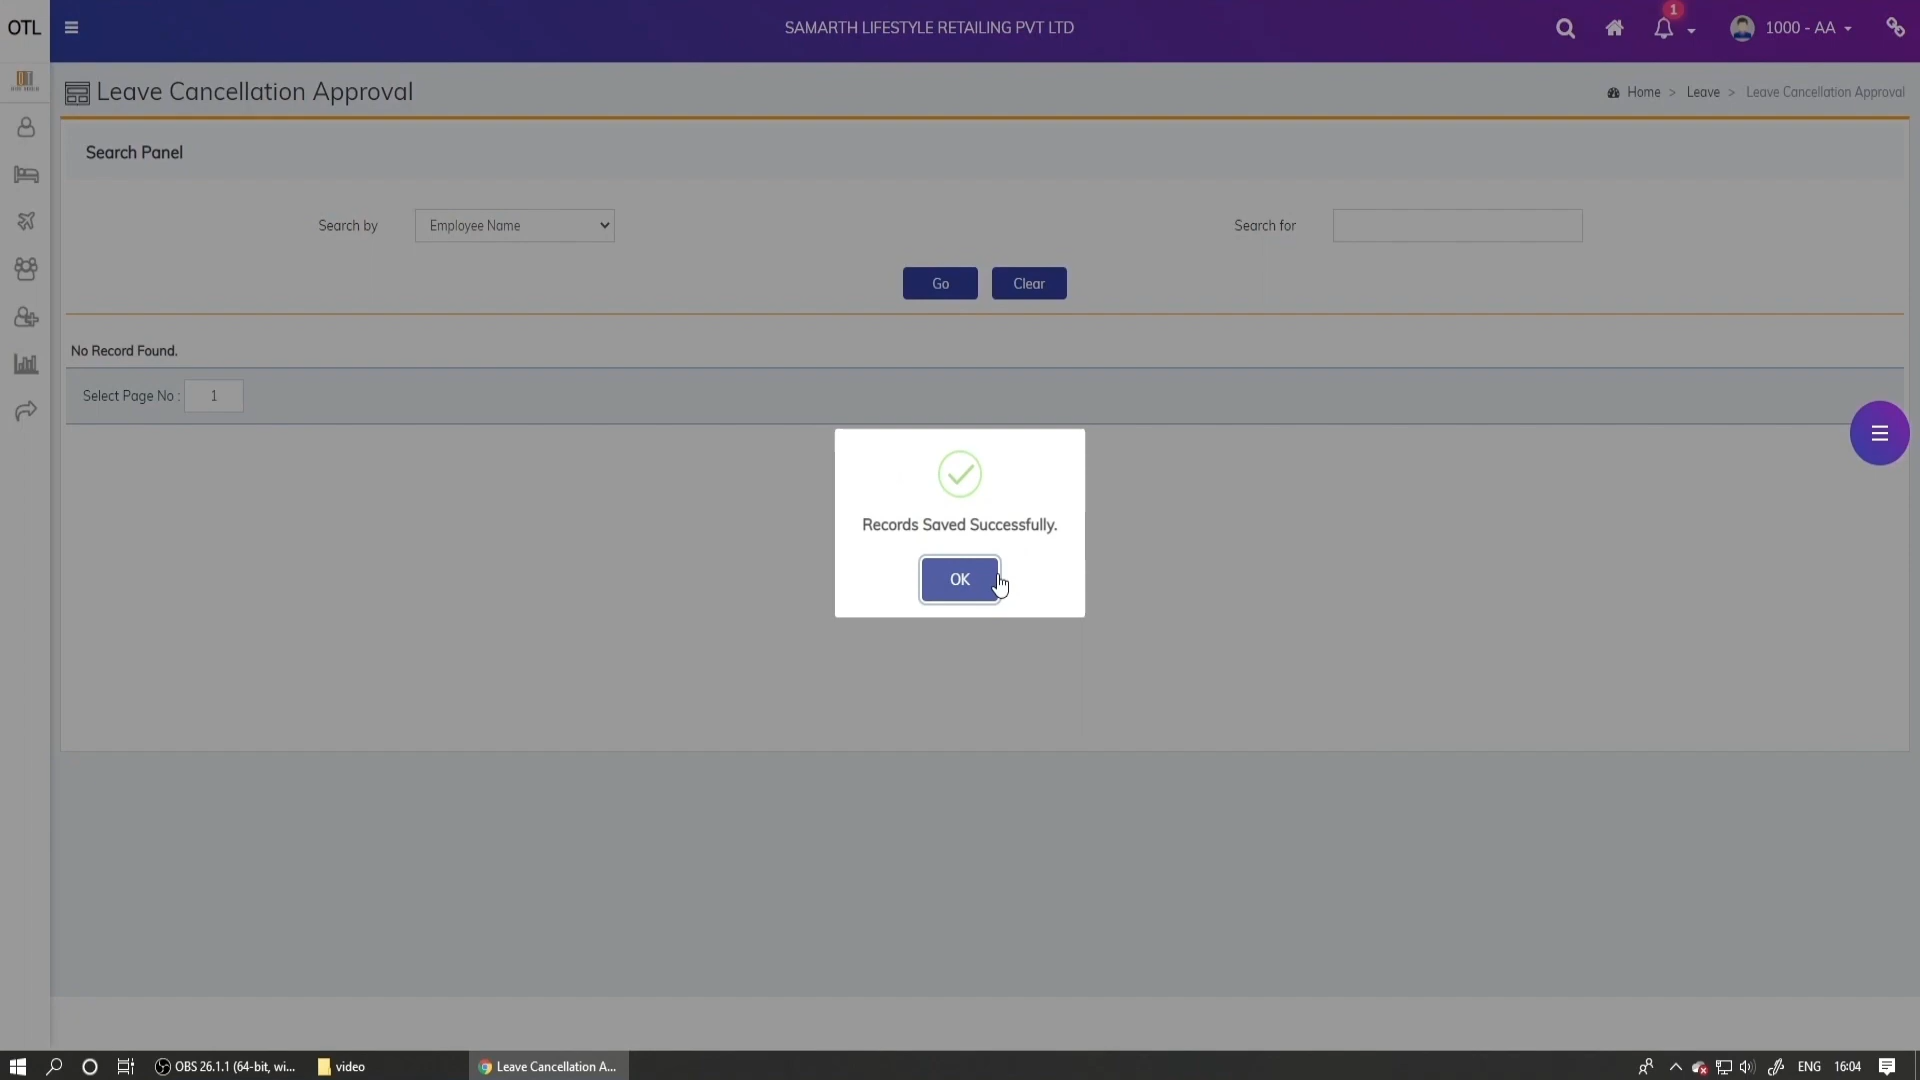 OTL
SAMARTH LIFESTYLE RETAILING PVT LTD
1
1000 - AA
Leave Cancellation Approval
Home > Leave > Leave Cancellation Approval
Search Panel
Search by
Employee Name
Search for
Go
Clear
No Record Found.
Select Page No :
1
Records Saved Successfully.
OK
OBS 26.1.1 (64-bit, wi...
video
Leave Cancellation A...
ENG
16:04